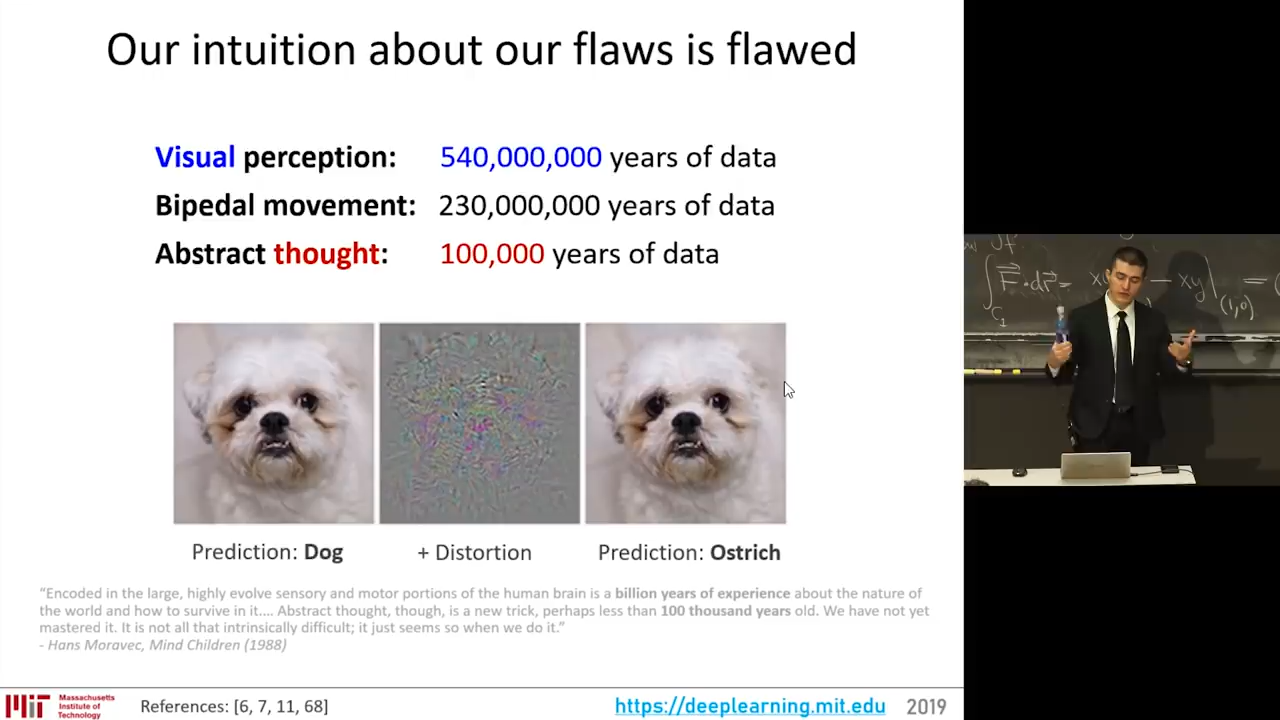 Our intuition about our flaws is flawed
Visual perception: 540,000,000 years of data
Bipedal movement: 230,000,000 years of data
Abstract thought: 100,000 years of data
Prediction: Dog + Distortion Prediction: Ostrich
“Encoded in the large, highly evolve sensory and motor portions of the human brain is a billion years of experience about the nature of
the world and how to survive in it.... Abstract thought, though, is a new trick, perhaps less than 100 thousand years old. We have not yet
mastered it. It is not all that intrinsically difficult; it just seems so when we do it.”
- Hans Moravec, Mind Children (1988)
MIT
Massachusetts
Institute of
Technology
References: [6, 7, 11, 68]
https://deeplearning.mit.edu
2019
∫ F · dr =
C₁
- xy |
(1,0)
=